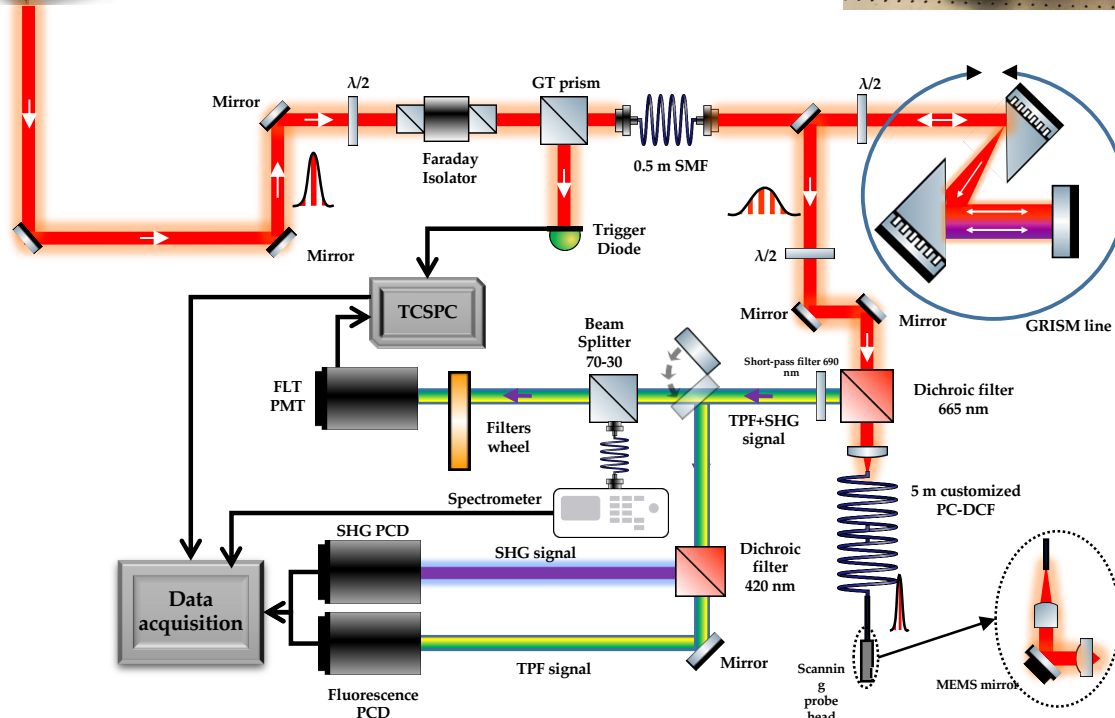 λ/2
GT prism
λ/2
Mirror
Faraday
Isolator
0.5 m SMF
Mirror
Trigger
Diode
λ/2
TCSPC
Mirror
Mirror
GRISM line
Beam
Splitter
70-30
Short-pass filter 690
nm
FLT
PMT
Filters
wheel
TPF+SHG
signal
Dichroic filter
665 nm
Spectrometer
5 m customized
PC-DCF
SHG PCD
SHG signal
Dichroic
filter
420 nm
Data
acquisition
TPF signal
Mirror
Fluorescence
PCD
Scannin
g
probe
head
MEMS mirror